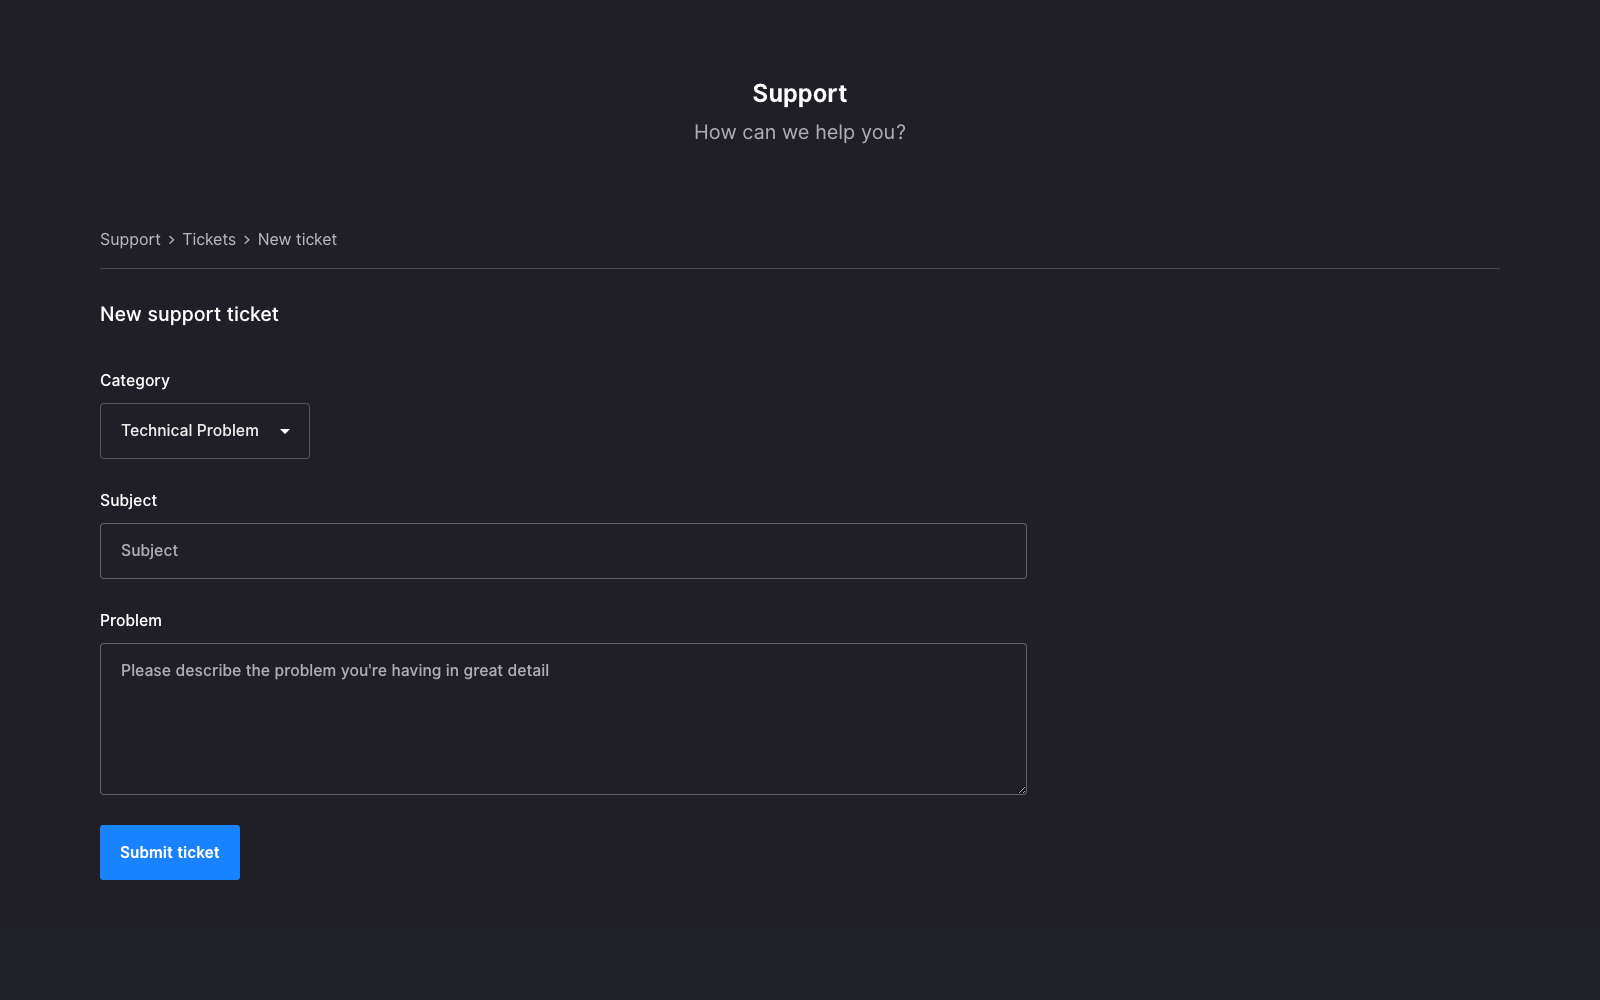 Support
How can we help you?
Support > Tickets > New ticket
New support ticket
Category
Technical Problem
Subject
Subject
Problem
Please describe the problem you're having in great detail
Submit ticket